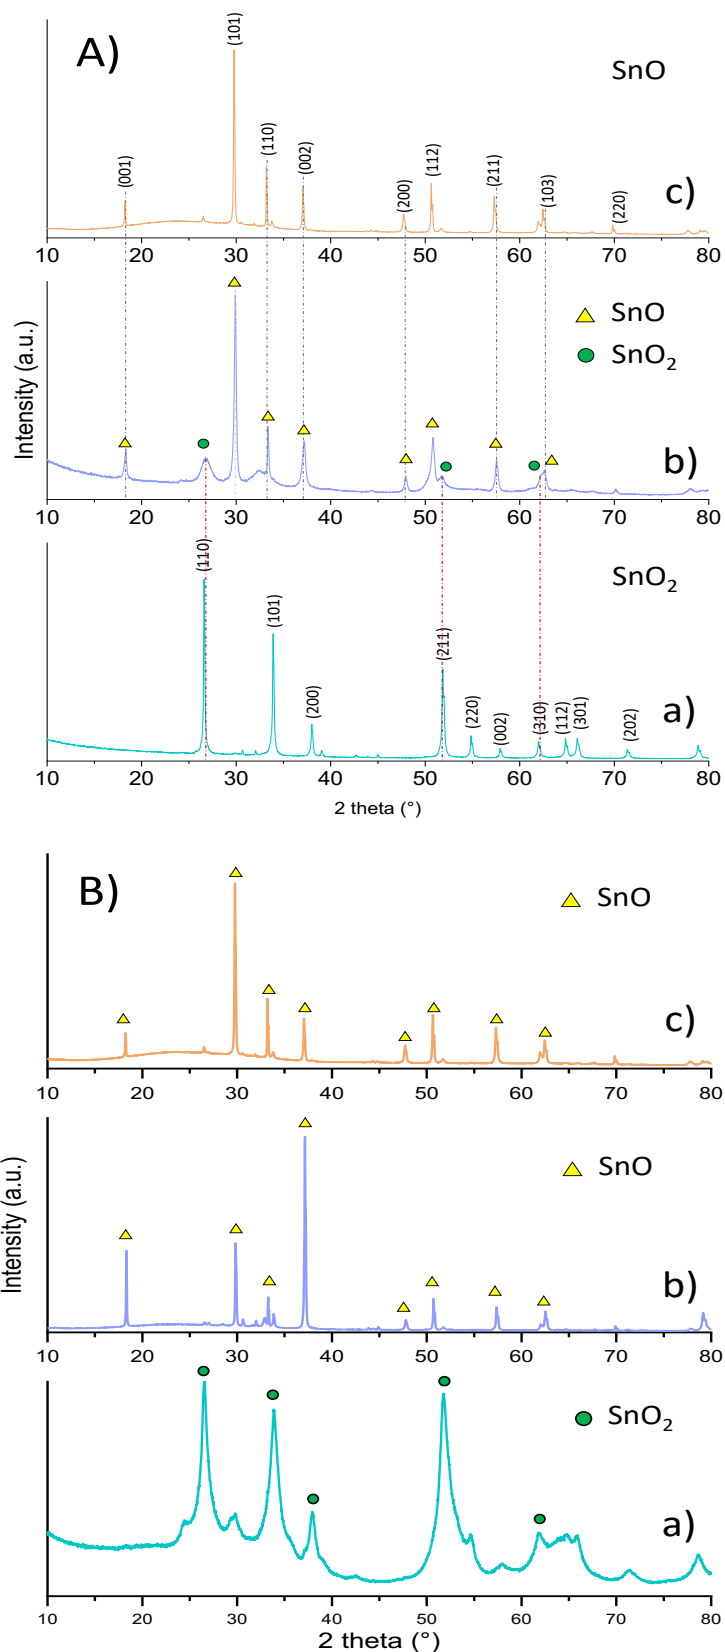 A)
SnO
(001)
(101)
(110)
(002)
(200)
(112)
(211)
(103)
(220)
c)
10 20 30 40 50 60 70 80
SnO
SnO₂
b)
10 20 30 40 50 60 70 80
Intensity (a.u.)
SnO₂
(110)
(101)
(200)
(211)
(220)
(002)
(310)
(112)
(301)
(202)
a)
10 20 30 40 50 60 70 80
2 theta (°)
B)
SnO
c)
10 20 30 40 50 60 70 80
SnO
b)
10 20 30 40 50 60 70 80
Intensity (a.u.)
SnO₂
a)
10 20 30 40 50 60 70 80
2 theta (°)